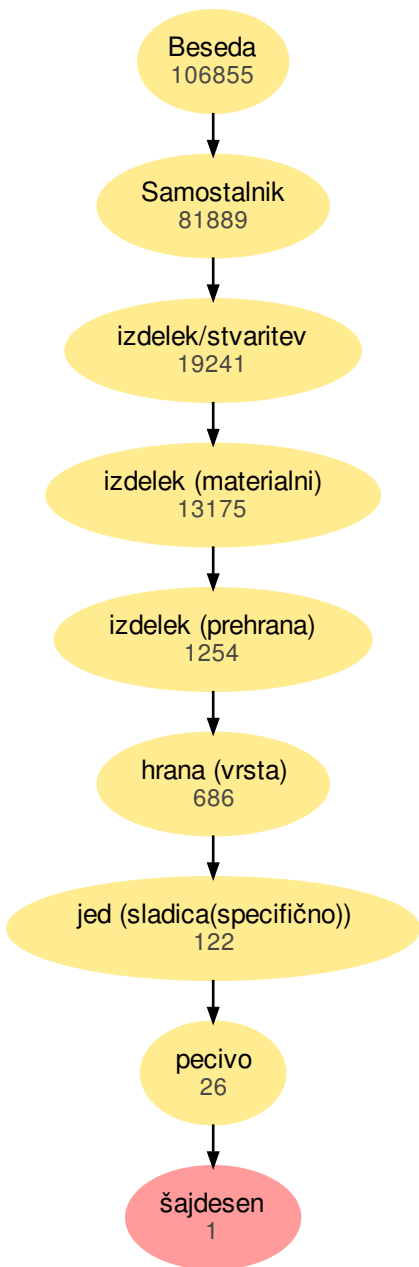 Beseda
106855
Samostalnik
81889
izdelek/stvaritev
19241
izdelek (materialni)
13175
izdelek (prehrana)
1254
hrana (vrsta)
686
jed (sladica(specifično))
122
pecivo
26
šajdesen
1